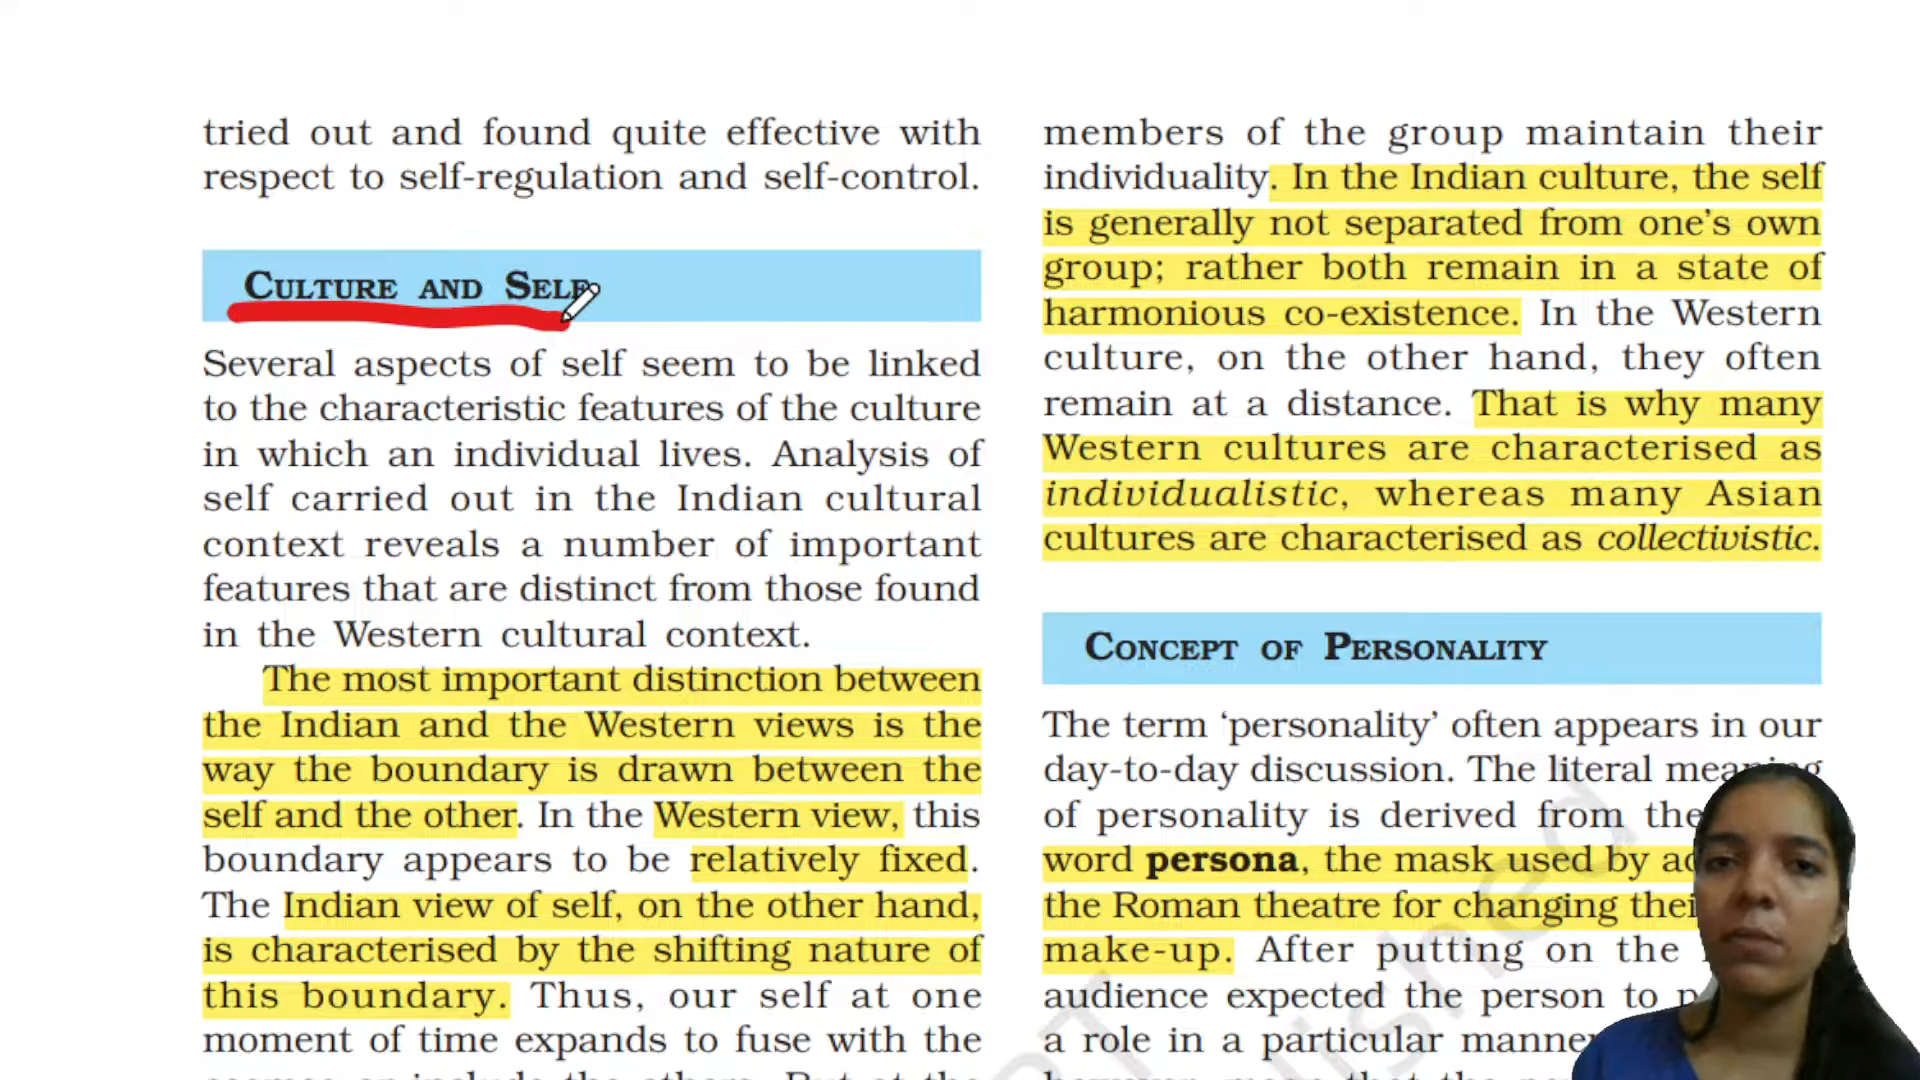 tried out and found quite effective with
respect to self-regulation and self-control.
CULTURE AND SELF
Several aspects of self seem to be linked
to the characteristic features of the culture
in which an individual lives. Analysis of
self carried out in the Indian cultural
context reveals a number of important
features that are distinct from those found
in the Western cultural context.
The most important distinction between
the Indian and the Western views is the
way the boundary is drawn between the
self and the other. In the Western view, this
boundary appears to be relatively fixed.
The Indian view of self, on the other hand,
is characterised by the shifting nature of
this boundary. Thus, our self at one
moment of time expands to fuse with the
members of the group maintain their
individuality. In the Indian culture, the self
is generally not separated from one's own
group; rather both remain in a state of
harmonious co-existence. In the Western
culture, on the other hand, they often
remain at a distance. That is why many
Western cultures are characterised as
individualistic, whereas many Asian
cultures are characterised as collectivistic.
CONCEPT OF PERSONALITY
The term ‘personality’ often appears in our
day-to-day discussion. The literal meaning
of personality is derived from the
word persona, the mask used by
the Roman theatre for changing
make-up. After putting on the
audience expected the person to
a role in a particular